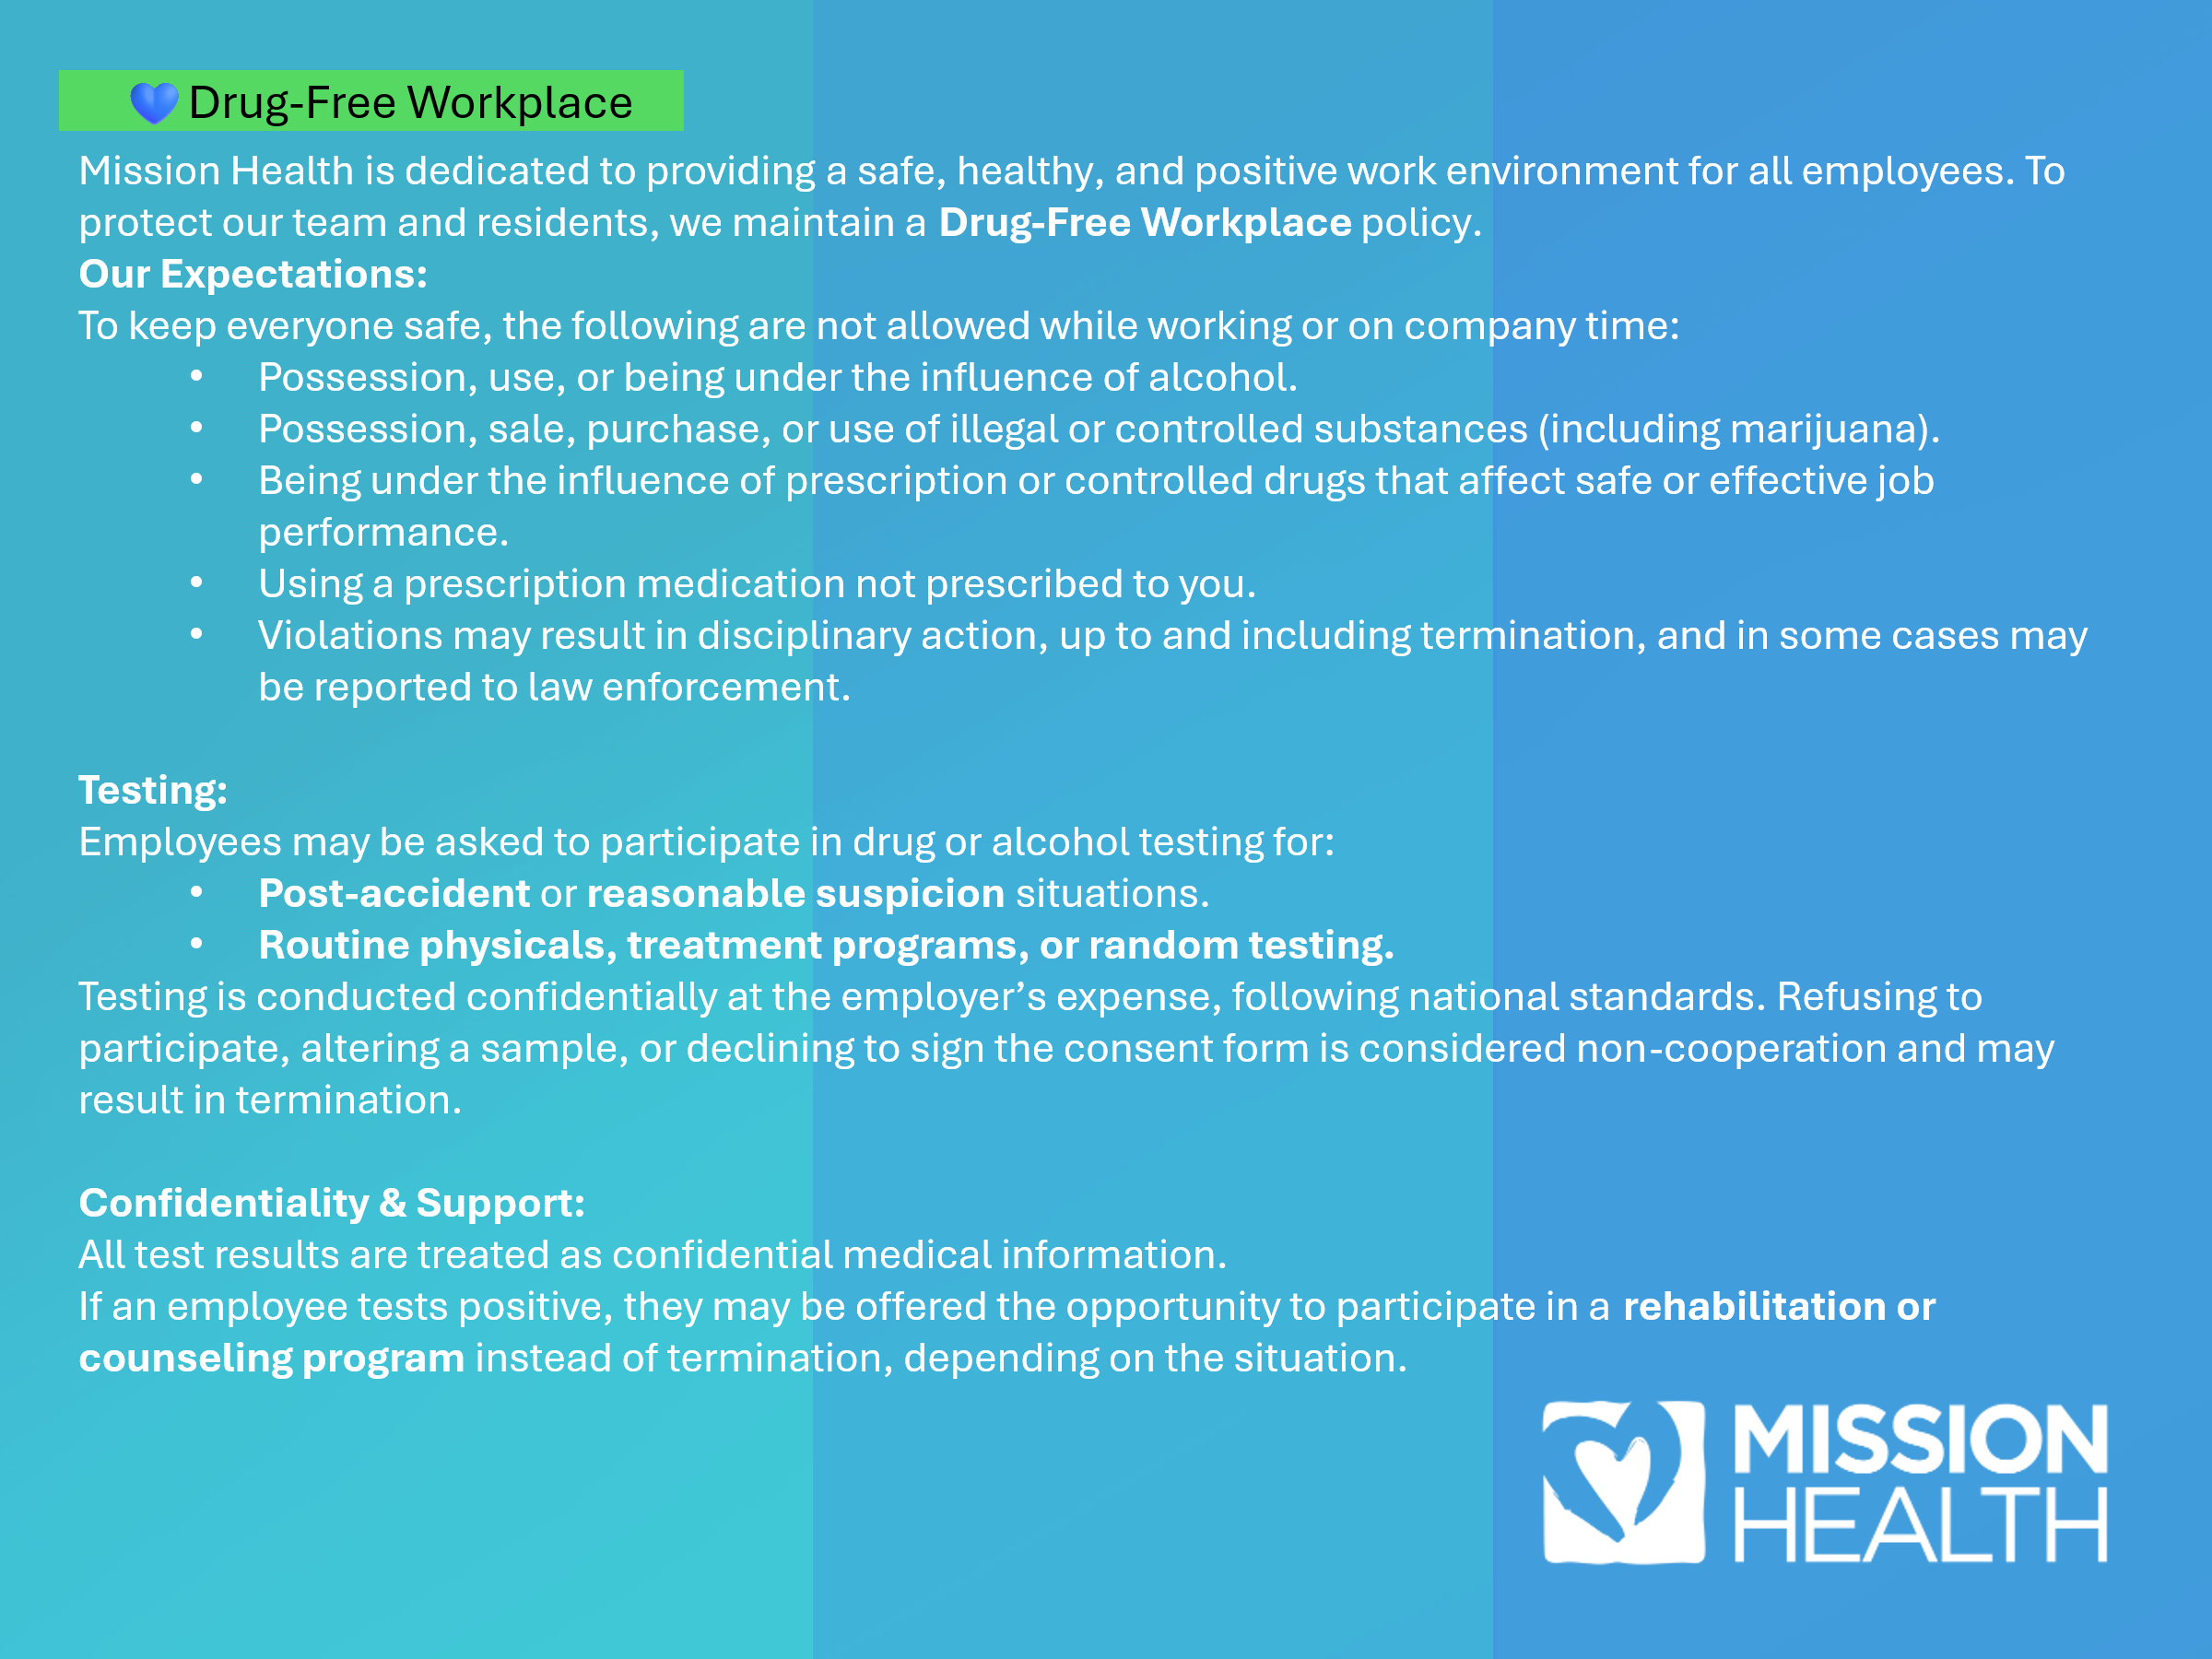 💙 Drug-Free Workplace
Mission Health is dedicated to providing a safe, healthy, and positive work environment for all employees. To
protect our team and residents, we maintain a Drug-Free Workplace policy.
Our Expectations:
To keep everyone safe, the following are not allowed while working or on company time:
• Possession, use, or being under the influence of alcohol.
• Possession, sale, purchase, or use of illegal or controlled substances (including marijuana).
• Being under the influence of prescription or controlled drugs that affect safe or effective job
performance.
• Using a prescription medication not prescribed to you.
• Violations may result in disciplinary action, up to and including termination, and in some cases may
be reported to law enforcement.
Testing:
Employees may be asked to participate in drug or alcohol testing for:
• Post-accident or reasonable suspicion situations.
• Routine physicals, treatment programs, or random testing.
Testing is conducted confidentially at the employer’s expense, following national standards. Refusing to
participate, altering a sample, or declining to sign the consent form is considered non-cooperation and may
result in termination.
Confidentiality & Support:
All test results are treated as confidential medical information.
If an employee tests positive, they may be offered the opportunity to participate in a rehabilitation or
counseling program instead of termination, depending on the situation.
MISSION
HEALTH